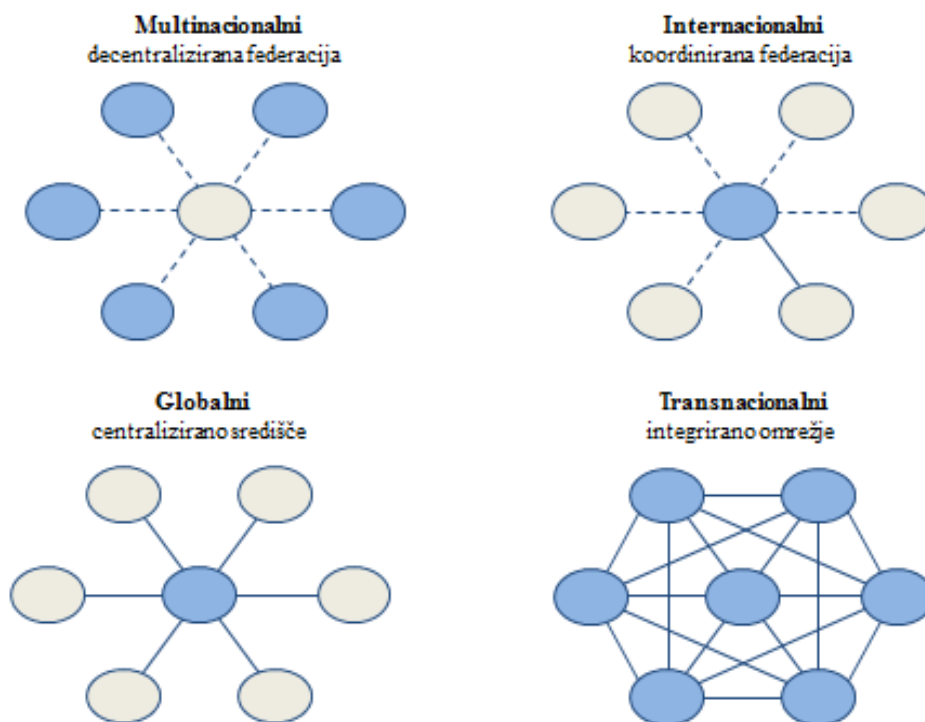 Multinacionalni
decentralizirana federacija
Internacionalni
koordinirana federacija
Globalni
centralizirano središče
Transnacionalni
integrirano omrežje